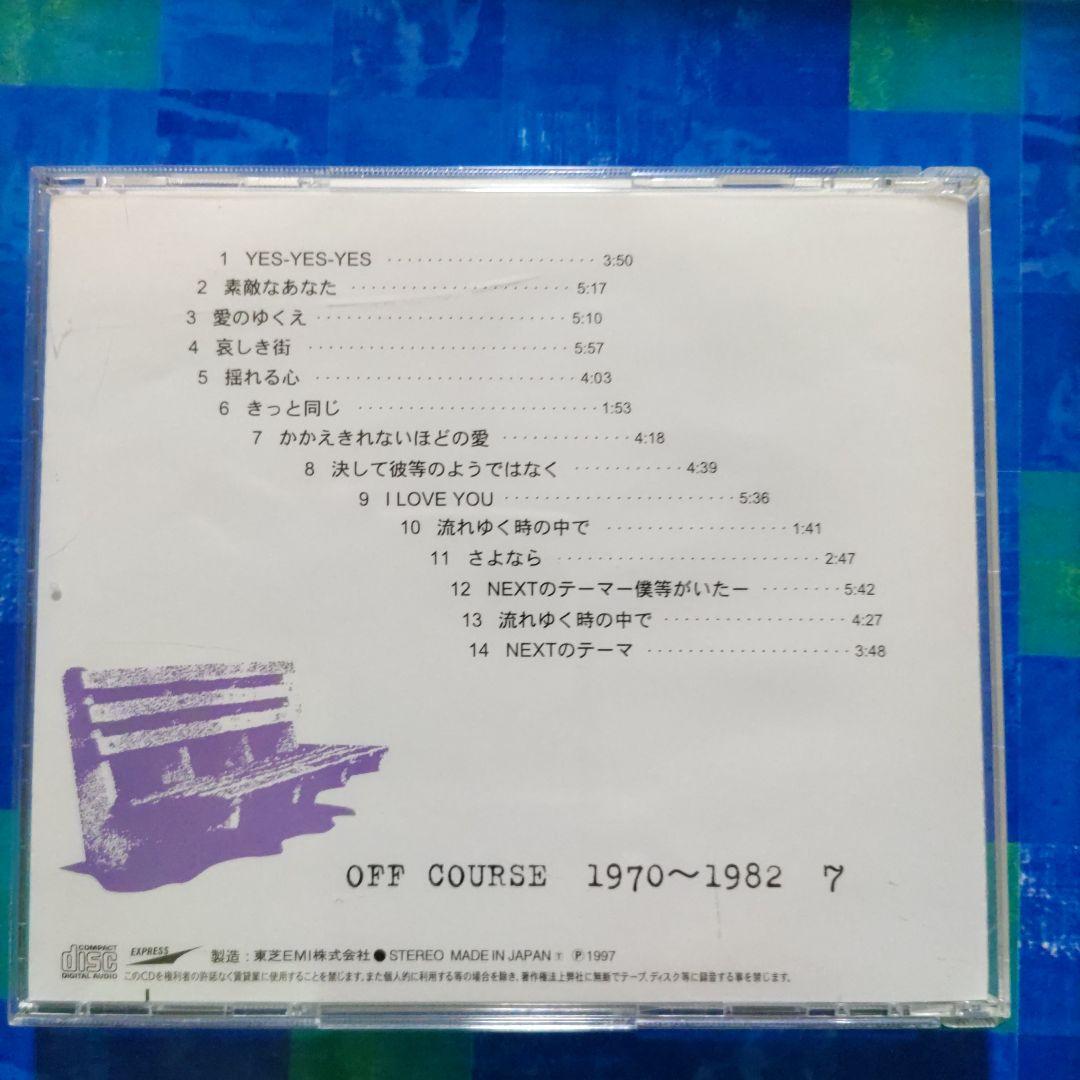 1 YES-YES-YES ···················· 3:50
2 素敵なあなた ···················· 5:17
3 愛のゆくえ ························ 5:10
4 哀しき街 ························· 5:57
5 揺れる心 ························· 4:03
6 きっと同じ ······················· 1:53
7 かかえきれないほどの愛 ············ 4:18
8 決して彼等のようではなく ··········· 4:39
9 I LOVE YOU ······················ 5:36
10 流れゆく時の中で ················· 1:41
11 さよなら ························· 2:47
12 NEXTのテーマー僕等がいたー ········ 5:42
13 流れゆく時の中で ················· 4:27
14 NEXTのテーマ ···················· 3:48
OFF COURSE 1970～1982 7
COMPACT disc DIGITAL AUDIO EXPRESS 製造：東芝EMI株式会社●STEREO MADE IN JAPAN Ⓟ1997
このCDを権利者の許諾なく賃貸業に使用することを禁じます。また個人的に利用する等の場合を除き、著作権法上弊社に無断でテープ、ディスク等に録音する事を禁じます。